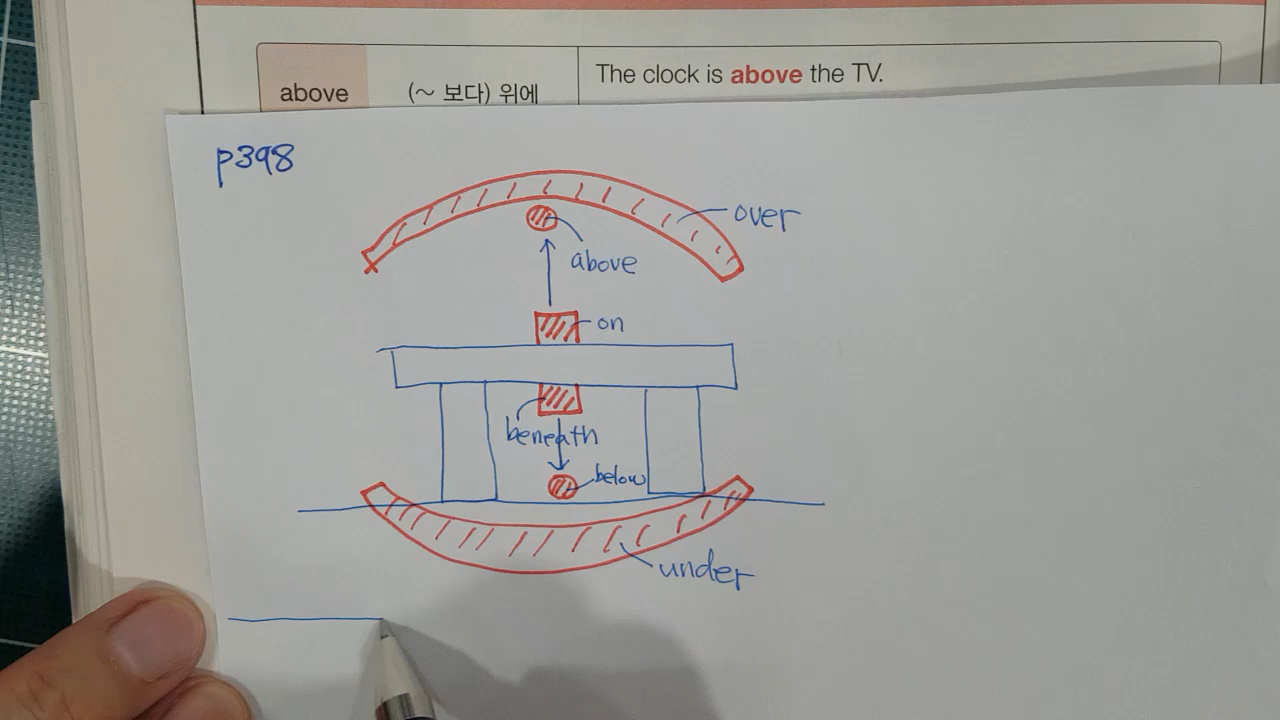 above (~ 보다) 위에 The clock is above the TV.
p398
over
above
on
beneath
below
under